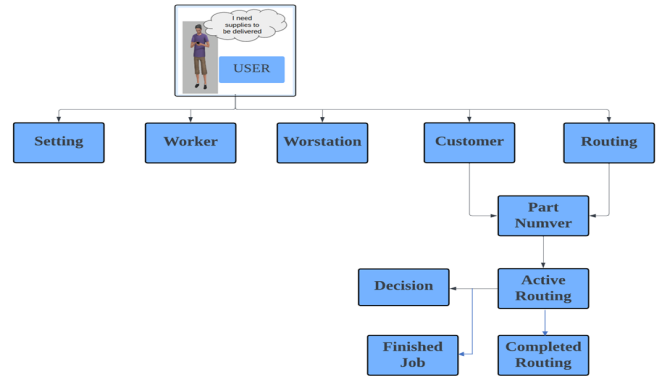 I need
supplies to
be delivered
USER
Setting
Worker
Worstation
Customer
Routing
Part
Numver
Active
Routing
Decision
Finished
Job
Completed
Routing